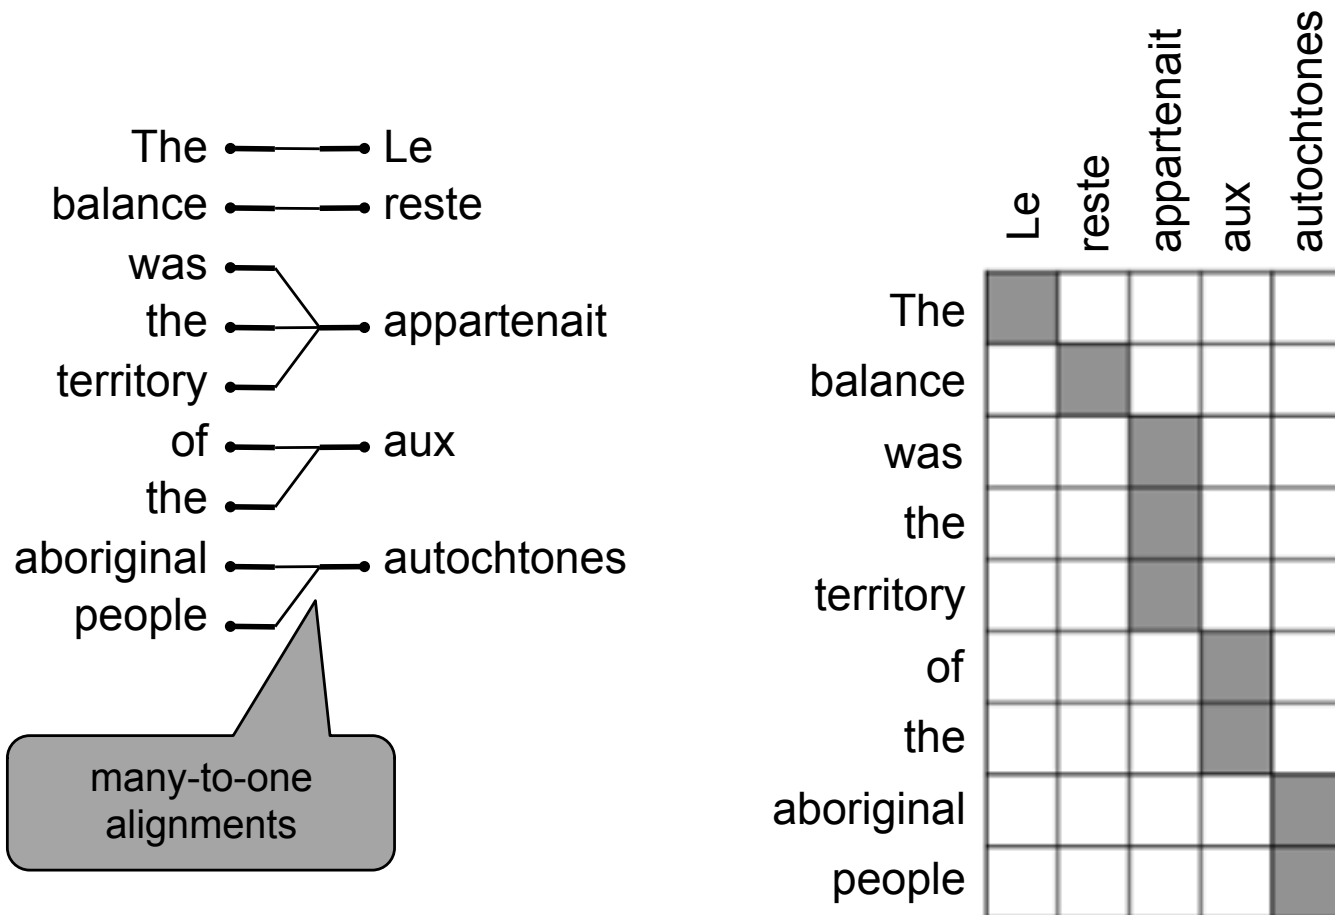 The Le
balance reste
was
the appartenait
territory
of aux
the
aboriginal autochtones
people
many-to-one
alignments
Le
reste
appartenait
aux
autochtones
The
balance
was
the
territory
of
the
aboriginal
people